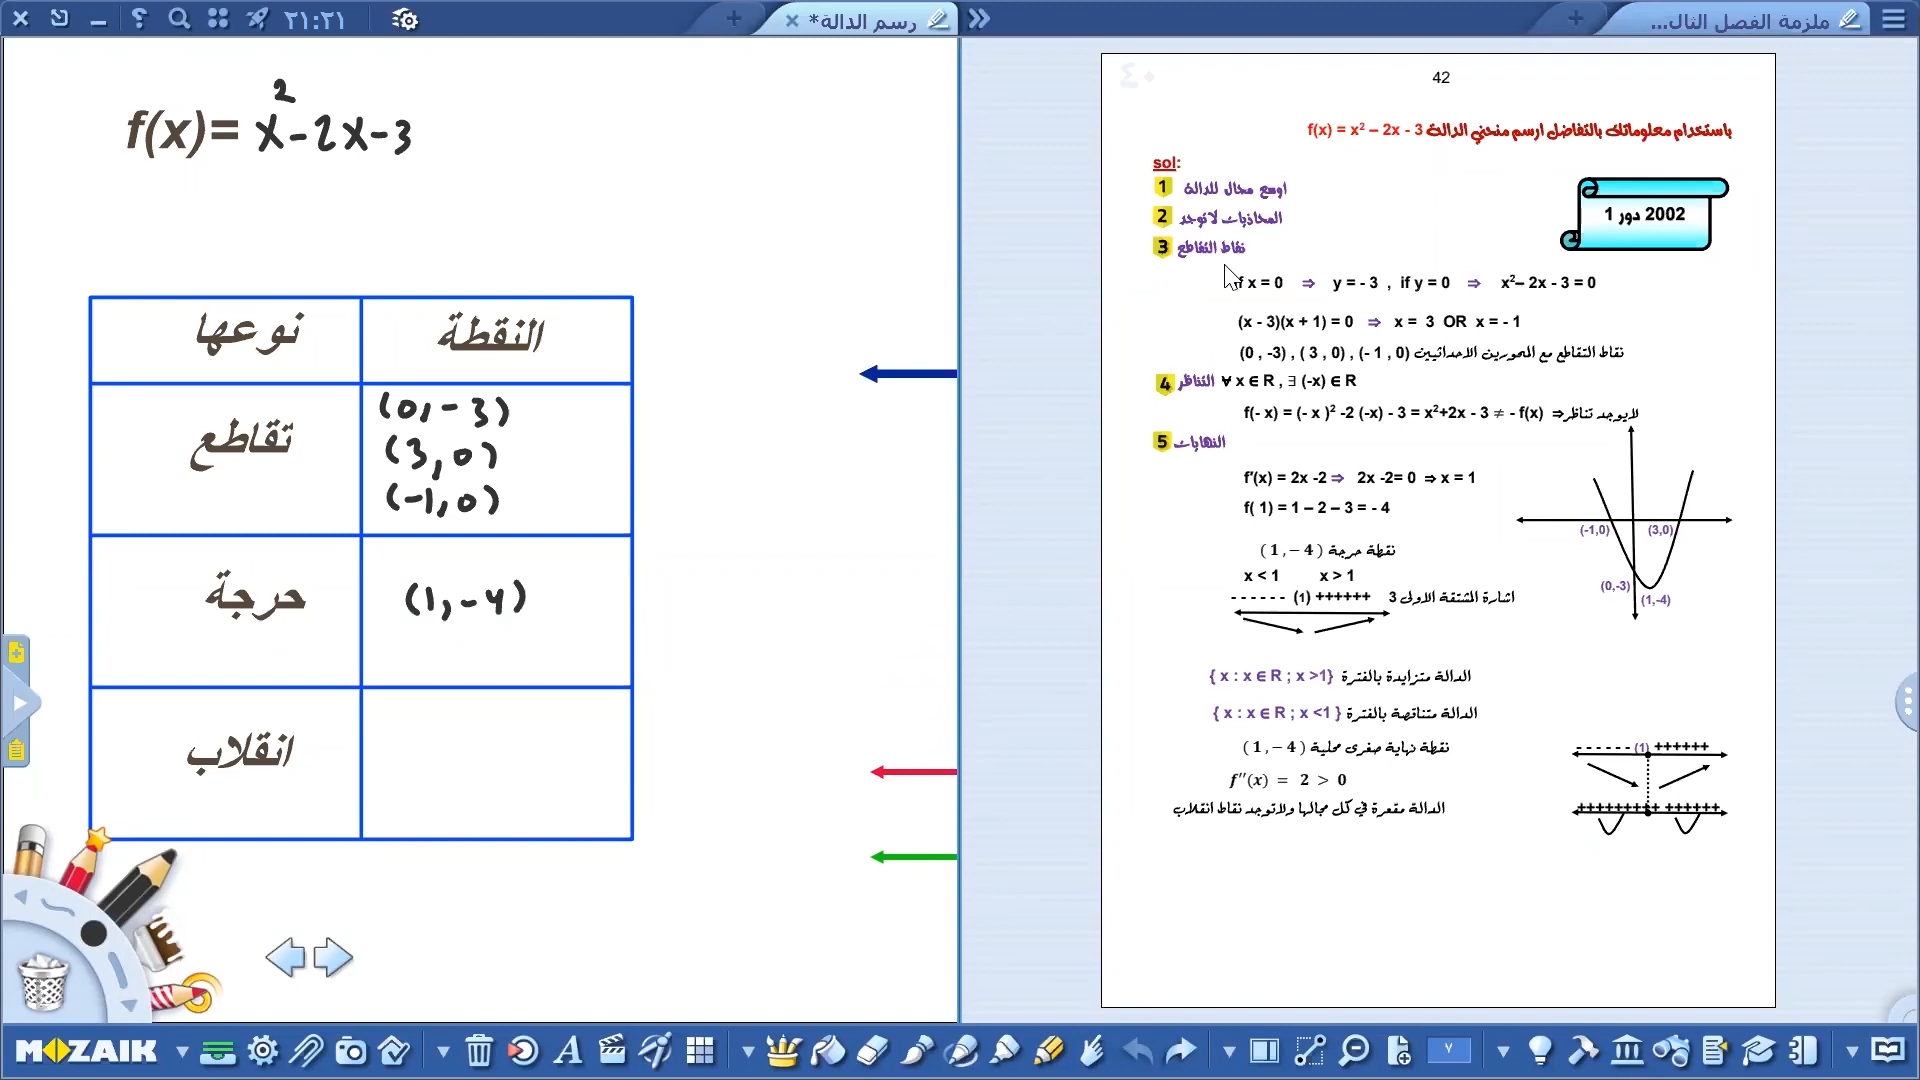 ٢١:٢١
رسم الدالة*
ملزمة الفصل الثال...
f(x)= x²-2x-3
النقطة نوعها
تقاطع
(0,-3)
(3,0)
(-1,0)
حرجة (1,-4)
انقلاب
MOZAIK
٧
٤٠
42
باستخدام معلوماتك بالتفاضل ارسم منحني الدالة f(x) = x² – 2x - 3
sol:
1 اوسع مجال للدالة
2 المحاذيات لاتوجد
3 نقاط التقاطع
2002 دور 1
if x = 0 ⇒ y = - 3 , if y = 0 ⇒ x²– 2x - 3 = 0
(x - 3)(x + 1) = 0 ⇒ x = 3 OR x = - 1
نقاط التقاطع مع المحورين الاحداثيين (0 , -3) , ( 3 , 0) , (- 1 , 0)
4 التناظر ∀ x ∈ R , ∃ (-x) ∈ R
f(- x) = (- x )² -2 (-x) - 3 = x²+2x - 3 ≠ - f(x) ⇒ لايوجد تناظر
5 النهايات
f′(x) = 2x -2 ⇒ 2x -2= 0 ⇒ x = 1
f( 1) = 1 – 2 – 3 = - 4
نقطة حرجة ( 1 , − 4 )
x < 1 x > 1
- - - - - - (1) ++++++ 3 اشارة المشتقة الاولى
(-1,0) (3,0)
(0,-3)
(1,-4)
الدالة متزايدة بالفترة { x : x ∈ R ; x >1}
الدالة متناقصة بالفترة { x : x ∈ R ; x <1 }
نقطة نهاية صغرى محلية ( 1 , − 4 )
- - - - - - - (1) ++++++
f′′(x) = 2 > 0
الدالة مقعرة في كل مجالها ولاتوجد نقاط انقلاب
++++++++++ ++++++